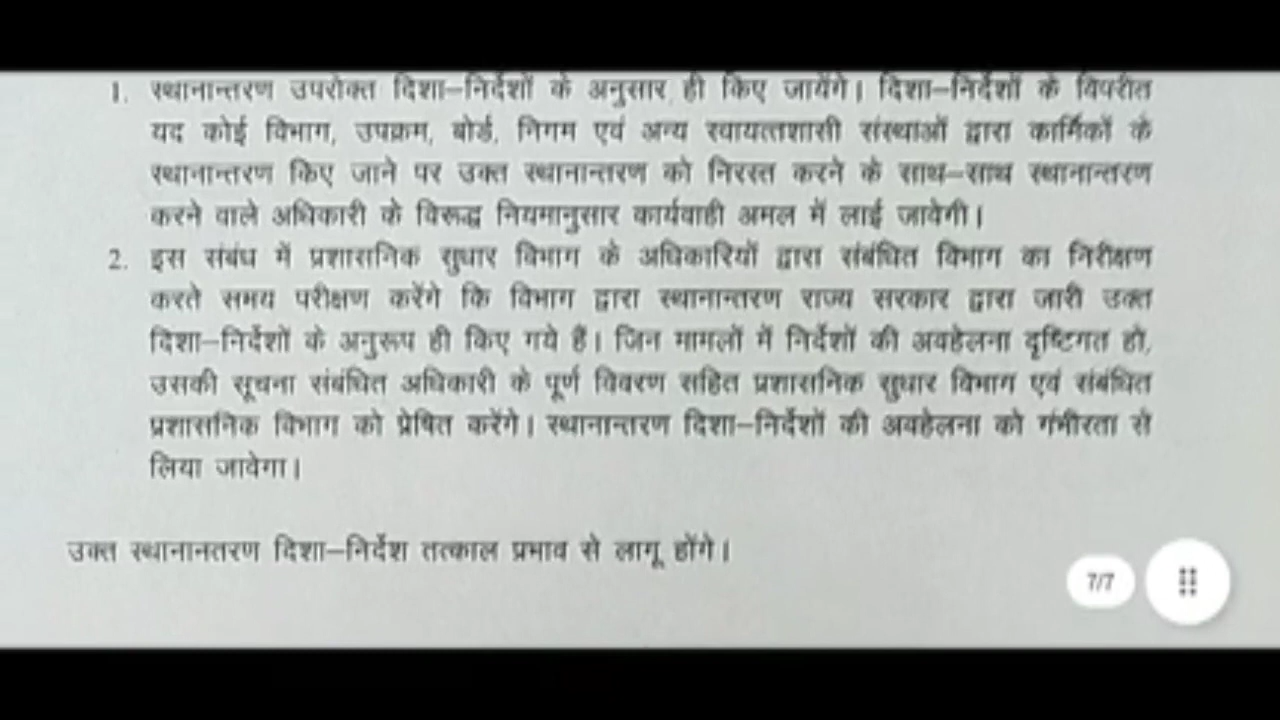 1. स्थानान्तरण उपरोक्त दिशा–निर्देशों के अनुसार ही किए जायेंगे। दिशा–निर्देशों के विपरीत
यद कोई विभाग, उपक्रम, बोर्ड, निगम एवं अन्य स्वायत्तशासी संस्थाओं द्वारा कार्मिकों के
स्थानान्तरण किए जाने पर उक्त स्थानान्तरण को निरस्त करने के साथ–साथ स्थानान्तरण
करने वाले अधिकारी के विरूद्ध नियमानुसार कार्यवाही अमल में लाई जावेगी।
2. इस संबंध में प्रशासनिक सुधार विभाग के अधिकारियों द्वारा संबंधित विभाग का निरीक्षण
करते समय परीक्षण करेंगे कि विभाग द्वारा स्थानान्तरण राज्य सरकार द्वारा जारी उक्त
दिशा–निर्देशों के अनुरूप ही किए गये हैं। जिन मामलों में निर्देशों की अवहेलना दृष्टिगत हो,
उसकी सूचना संबंधित अधिकारी के पूर्ण विवरण सहित प्रशासनिक सुधार विभाग एवं संबंधित
प्रशासनिक विभाग को प्रेषित करेंगे। स्थानान्तरण दिशा–निर्देशों की अवहेलना को गंभीरता से
लिया जावेगा।
उक्त स्थानानतरण दिशा–निर्देश तत्काल प्रभाव से लागू होंगे।
7/7